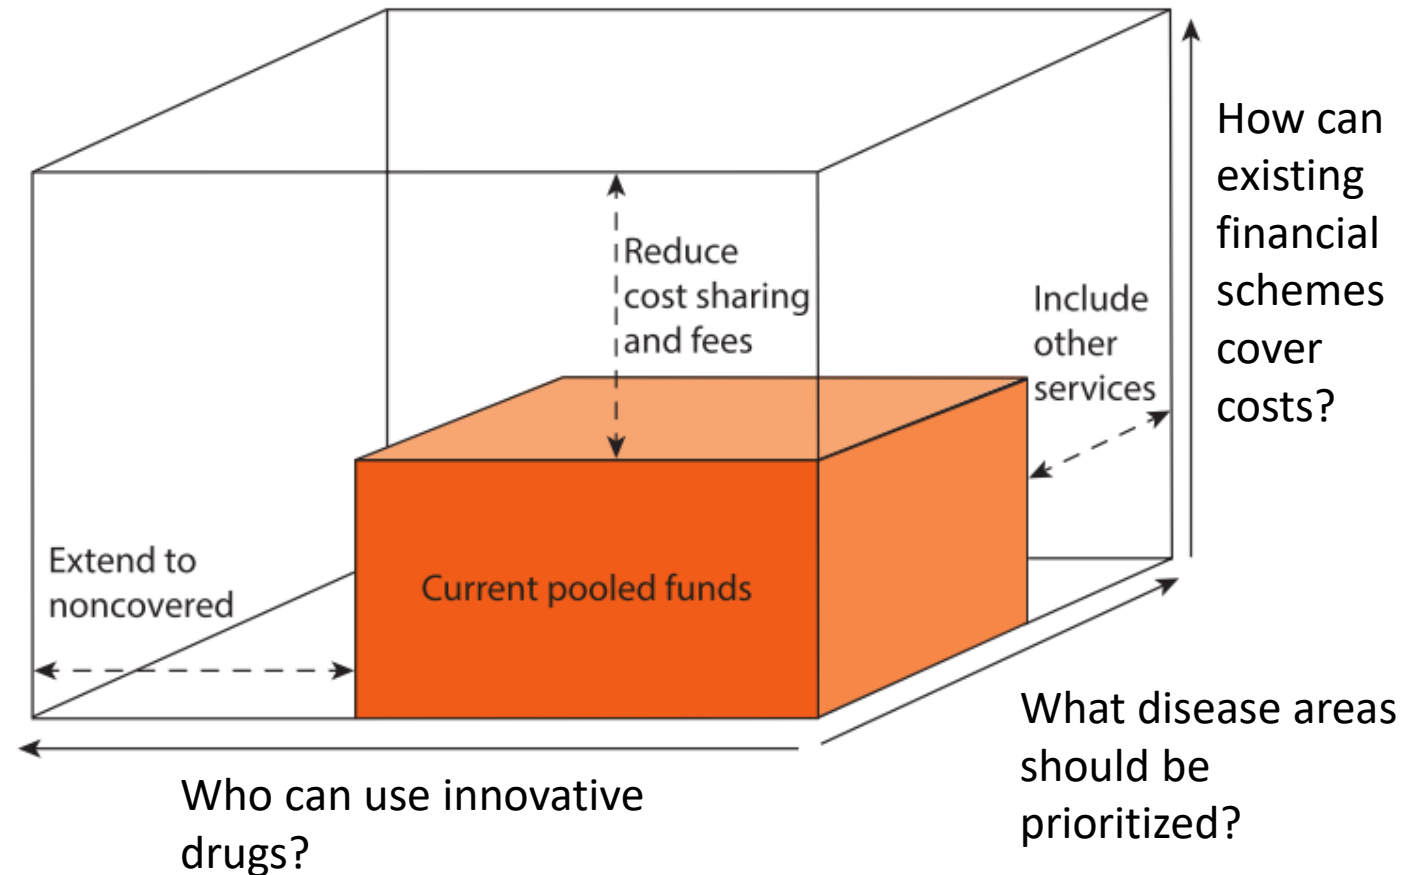 How can
existing
financial
schemes
cover
costs?
Reduce
cost sharing
and fees
Include
other
services
Extend to
noncovered
Current pooled funds
What disease areas
should be
prioritized?
Who can use innovative
drugs?